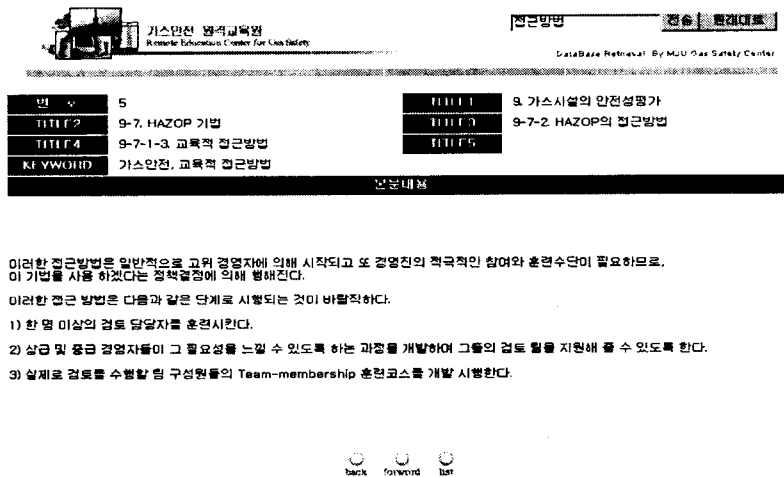 가스안전 원격교육원
Remote Education Center for Gas Safety
접근방법
전송 원래대로
DataBase Retrieval By MJU Gas Safety Center
번 호 5
TITLE1 9. 가스시설의 안전성평가
TITLE2 9-7. HAZOP 기법
TITLE3 9-7-2. HAZOP의 접근방법
TITLE4 9-7-1-3. 교육적 접근방법
TITLE5
KEYWORD 가스안전, 교육적 접근방법
본문내용
이러한 접근방법은 일반적으로 고위 경영자에 의해 시작되고 또 경영진의 적극적인 참여와 훈련수단이 필요하므로,
이 기법를 사용 하겠다는 정책결정에 의해 행해진다.
이러한 접근 방법은 다음과 같은 단계로 시행되는 것이 바람직하다.
1) 한 명 이상의 검토 담당자를 훈련시킨다.
2) 상급 및 중급 경영자들이 그 필요성을 느낄 수 있도록 하는 과정를 개발하여 그들의 검토 팀을 지원해 줄 수 있도록 한다.
3) 실제로 검토를 수행할 팀 구성원들의 Team-membership 훈련코스를 개발 시행한다.
back forword list